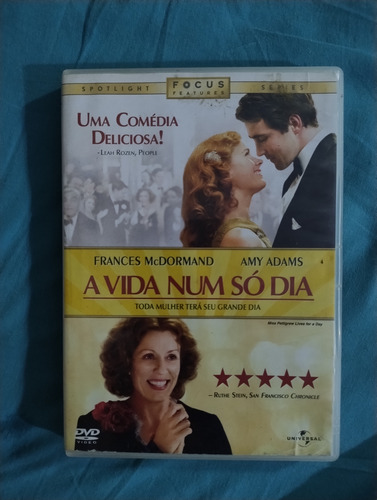 SPOTLIGHT FOCUS FEATURES SERIES
UMA COMÉDIA
DELICIOSA!
-LEAH ROZEN, PEOPLE
FRANCES McDORMAND AMY ADAMS
A VIDA NUM SÓ DIA
TODA MULHER TERÁ SEU GRANDE DIA
Miss Pettigrew Lives for a Day
- RUTHE STEIN, SAN FRANCISCO CHRONICLE
DVD
VIDEO
UNIVERSAL